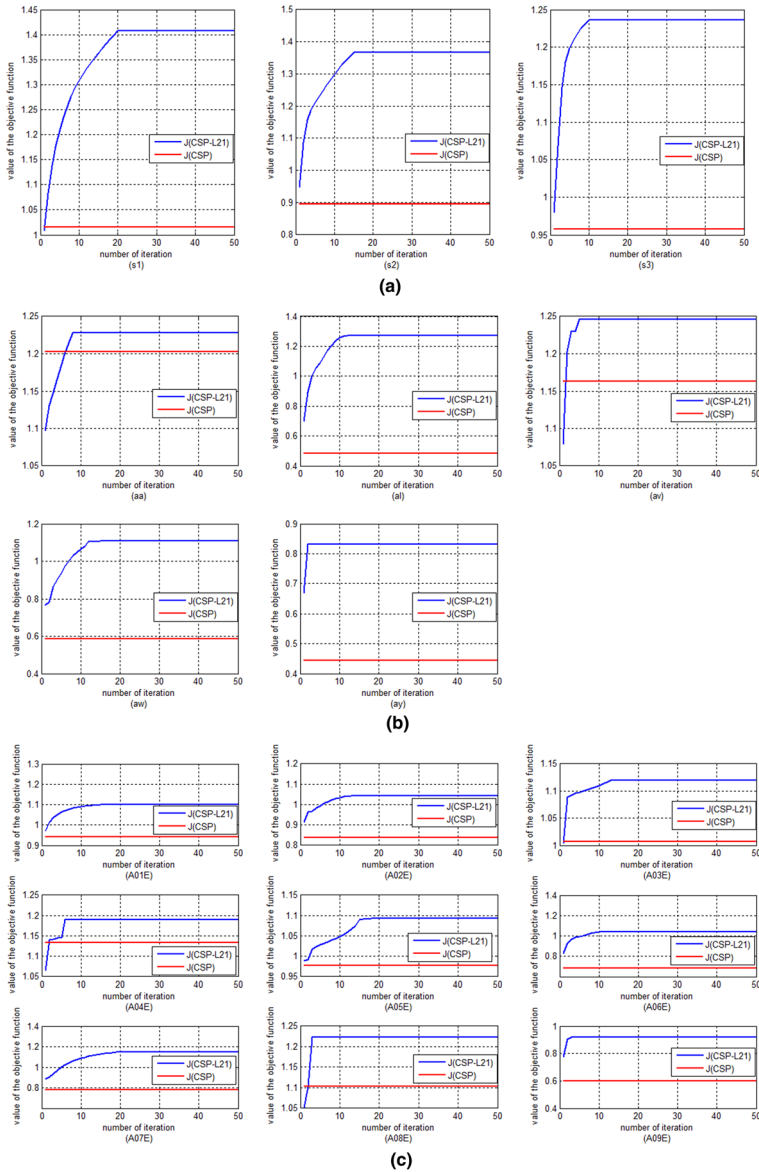 1.45
1.4
1.35
1.3
1.25
1.2
1.15
1.1
1.05
1
value of the objective function
J(CSP-L21)
J(CSP)
0 10 20 30 40 50
number of iteration
(s1)
1.5
1.4
1.3
1.2
1.1
1
0.9
0.8
value of the objective function
J(CSP-L21)
J(CSP)
0 10 20 30 40 50
number of iteration
(s2)
1.25
1.2
1.15
1.1
1.05
1
0.95
value of the objective function
J(CSP-L21)
J(CSP)
0 10 20 30 40 50
number of iteration
(s3)
(a)
1.25
1.2
1.15
1.1
1.05
value of the objective function
J(CSP-L21)
J(CSP)
0 10 20 30 40 50
number of iteration
(aa)
1.4
1.2
1
0.8
0.6
0.4
value of the objective function
J(CSP-L21)
J(CSP)
0 10 20 30 40 50
number of iteration
(al)
1.25
1.2
1.15
1.1
1.05
value of the objective function
J(CSP-L21)
J(CSP)
0 10 20 30 40 50
number of iteration
(av)
1.2
1.1
1
0.8
0.6
0.4
value of the objective function
J(CSP-L21)
J(CSP)
0 10 20 30 40 50
number of iteration
(aw)
0.9
0.8
0.7
0.6
0.5
0.4
value of the objective function
J(CSP-L21)
J(CSP)
0 10 20 30 40 50
number of iteration
(ay)
(b)
1.3
1.2
1.1
1
0.9
value of the objective function
J(CSP-L21)
J(CSP)
0 10 20 30 40 50
number of iteration
(A01E)
1.2
1.1
1
0.9
0.8
value of the objective function
J(CSP-L21)
J(CSP)
0 10 20 30 40 50
number of iteration
(A02E)
1.15
1.1
1.05
1
value of the objective function
J(CSP-L21)
J(CSP)
0 10 20 30 40 50
number of iteration
(A03E)
1.25
1.2
1.15
1.1
1.05
value of the objective function
J(CSP-L21)
J(CSP)
0 10 20 30 40 50
number of iteration
(A04E)
1.15
1.1
1.05
1
0.95
value of the objective function
J(CSP-L21)
J(CSP)
0 10 20 30 40 50
number of iteration
(A05E)
1.4
1.2
1
0.8
value of the objective function
J(CSP-L21)
J(CSP)
0 10 20 30 40 50
number of iteration
(A06E)
1.4
1.2
1
0.8
value of the objective function
J(CSP-L21)
J(CSP)
0 10 20 30 40 50
number of iteration
(A07E)
1.25
1.2
1.15
1.1
1.05
value of the objective function
J(CSP-L21)
J(CSP)
0 10 20 30 40 50
number of iteration
(A08E)
1
0.8
0.6
0.4
value of the objective function
J(CSP-L21)
J(CSP)
0 10 20 30 40 50
number of iteration
(A09E)
(c)